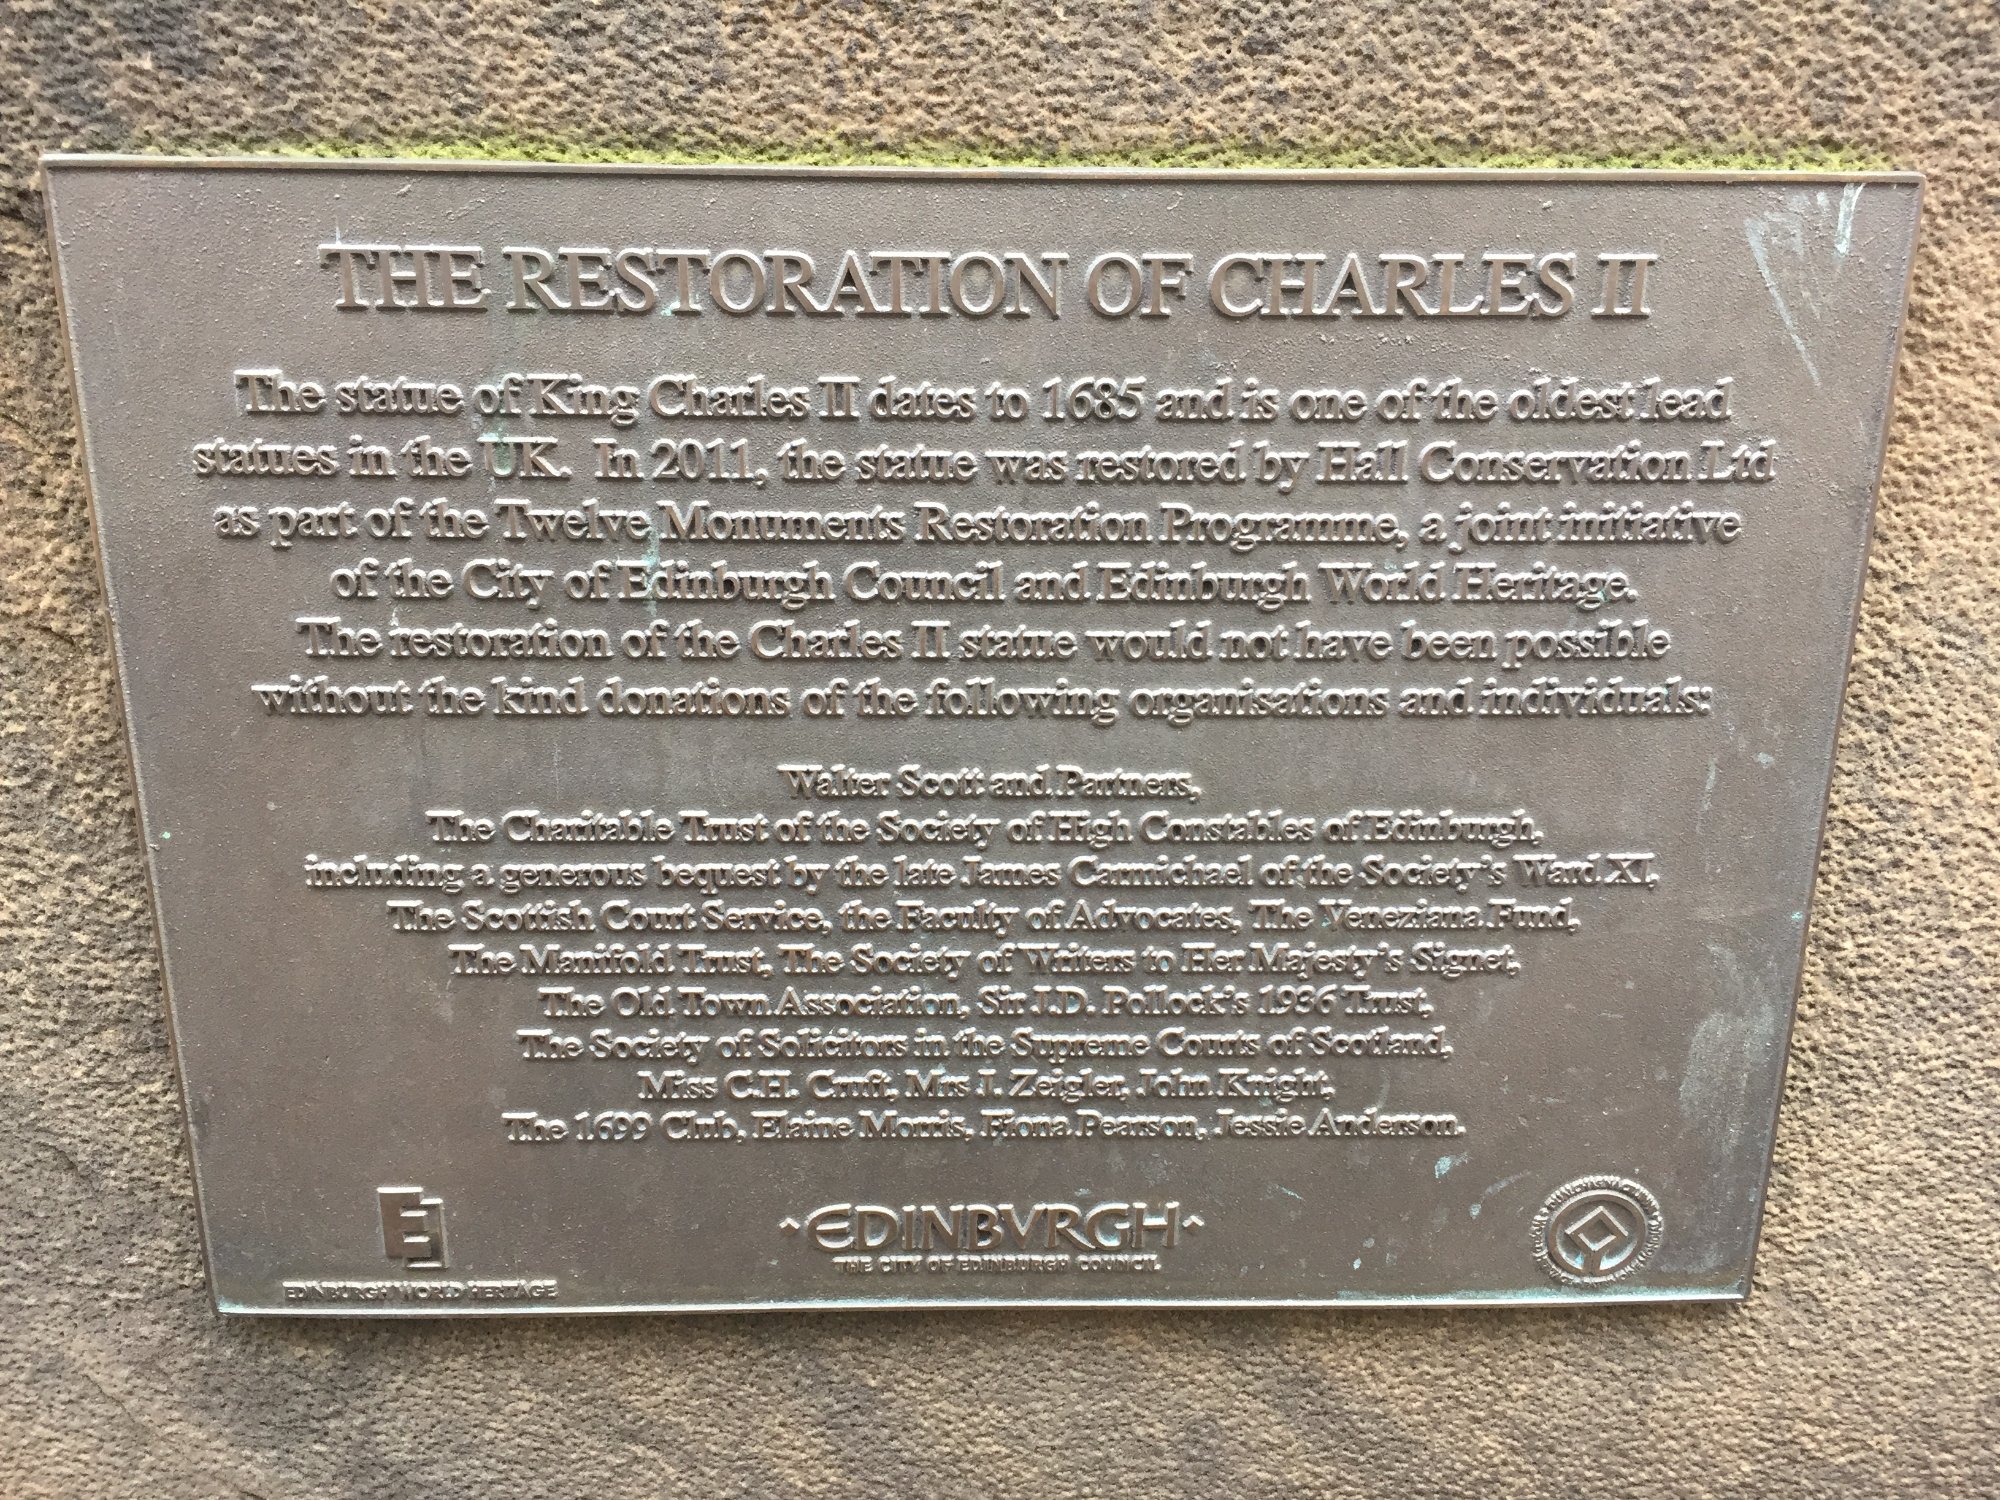 THE RESTORATION OF CHARLES II
The statue of King Charles II dates to 1685 and is one of the oldest lead
statues in the UK. In 2011, the statue was restored by Hall Conservation Ltd
as part of the Twelve Monuments Restoration Programme, a joint initiative
of the City of Edinburgh Council and Edinburgh World Heritage.
The restoration of the Charles II statue would not have been possible
without the kind donations of the following organisations and individuals:
Walter Scott and Partners,
The Charitable Trust of the Society of High Constables of Edinburgh,
including a generous bequest by the late James Carmichael of the Society's Ward XI,
The Scottish Court Service, the Faculty of Advocates, The Veneziana Fund,
The Manifold Trust, The Society of Writers to Her Majesty's Signet,
The Old Town Association, Sir J.D. Pollock's 1936 Trust,
The Society of Solicitors in the Supreme Courts of Scotland,
Miss C.H. Cruft, Mrs I. Zeigler, John Knight,
The 1699 Club, Elaine Morris, Fiona Pearson, Jessie Anderson.
E
EDINBURGH WORLD HERITAGE
EDINBVRGH
THE CITY OF EDINBURGH COUNCIL